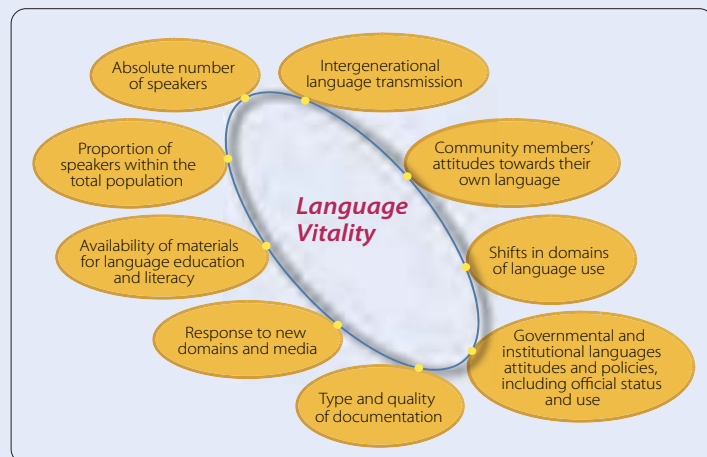 Absolute number
of speakers
Intergenerational
language transmission
Proportion of
speakers within the
total population
Community members’
attitudes towards their
own language
Language
Vitality
Availability of materials
for language education
and literacy
Shifts in domains
of language use
Response to new
domains and media
Governmental and
institutional languages
attitudes and policies,
including official status
and use
Type and quality
of documentation